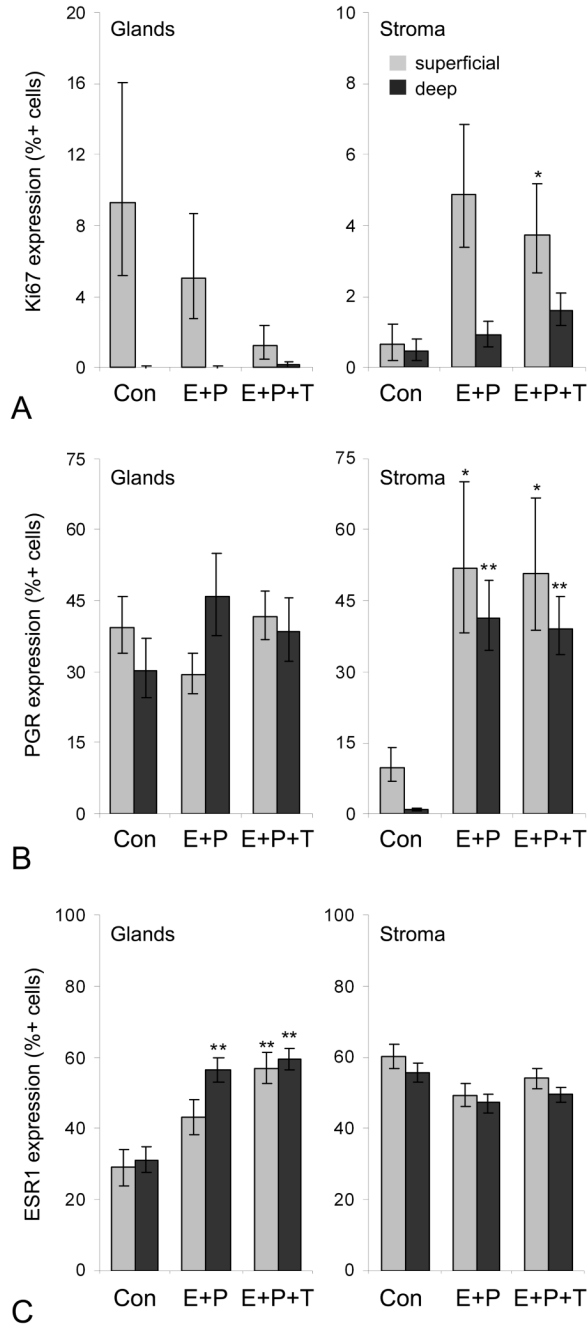 Glands
Stroma
superficial
deep
Ki67 expression (%+ cells)
20
16
12
8
4
0
10
8
6
4
2
0
*
Con E+P E+P+T
Con E+P E+P+T
A
Glands
Stroma
PGR expression (%+ cells)
75
60
45
30
15
0
75
60
45
30
15
0
* ** * **
Con E+P E+P+T
Con E+P E+P+T
B
Glands
Stroma
ESR1 expression (%+ cells)
100
80
60
40
20
0
100
80
60
40
20
0
** ** **
Con E+P E+P+T
Con E+P E+P+T
C